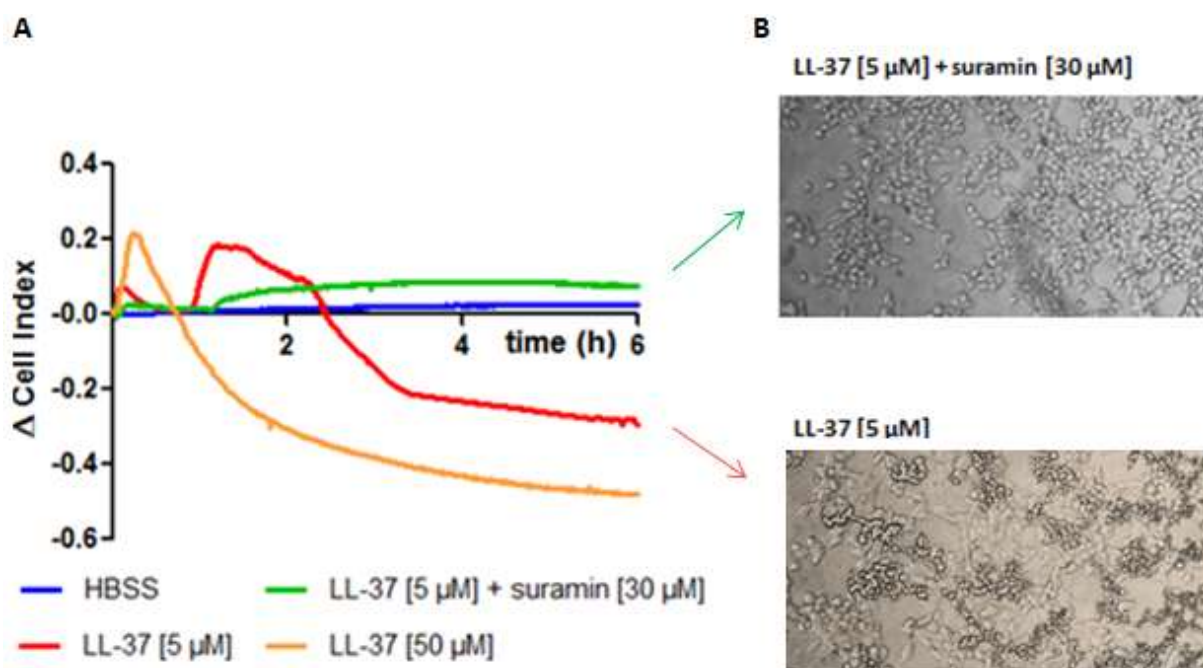 A
B
LL-37 [5 µM] + suramin [30 µM]
0.4
0.2
-0.0
-0.2
-0.4
-0.6
Δ Cell Index
2
4
6
time (h)
LL-37 [5 µM]
HBSS
LL-37 [5 µM] + suramin [30 µM]
LL-37 [5 µM]
LL-37 [50 µM]